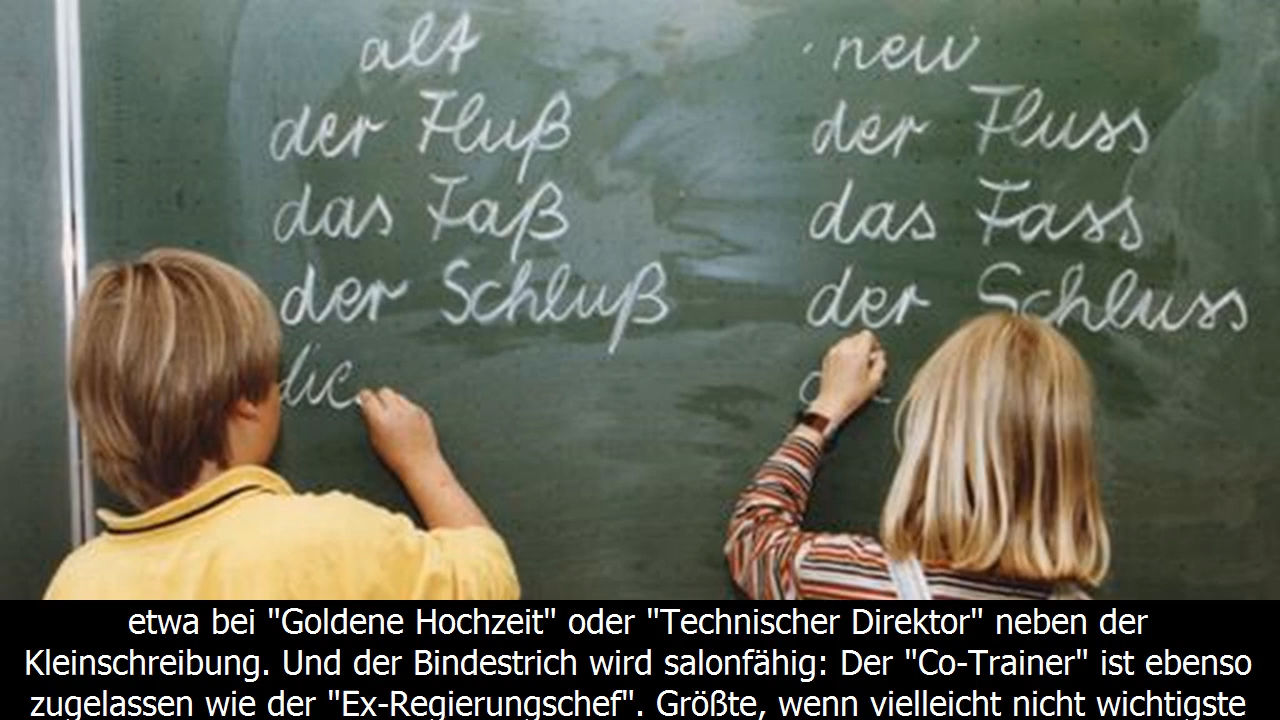 alt
neu
der Fluß
der Fluss
das Faß
das Fass
der Schluß
der Schluss
die
etwa bei "Goldene Hochzeit" oder "Technischer Direktor" neben der
Kleinschreibung. Und der Bindestrich wird salonfähig: Der "Co-Trainer" ist ebenso
zugelassen wie der "Ex-Regierungschef". Größte, wenn vielleicht nicht wichtigste